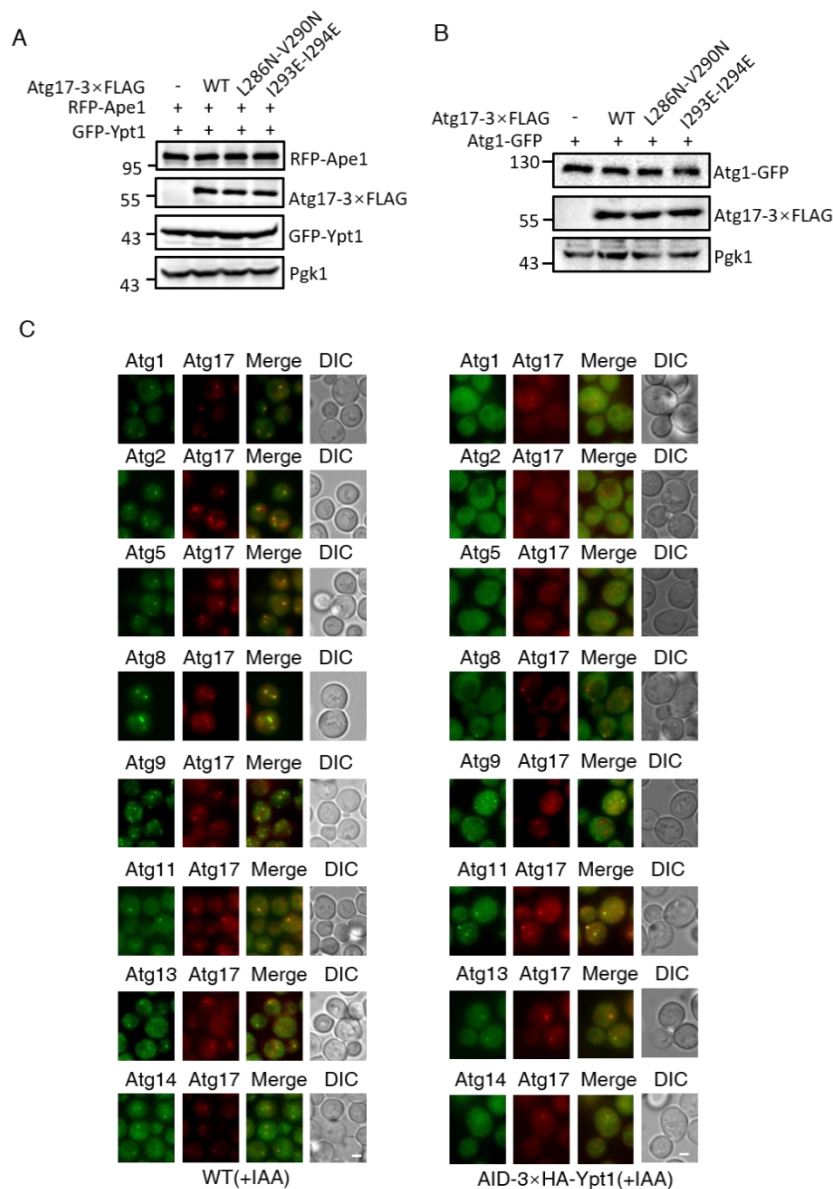 A
Atg17-3×FLAG - WT L286N-V290N I293E-I294E
RFP-Ape1 + + + +
GFP-Ypt1 + + + +
95 RFP-Ape1
55 Atg17-3×FLAG
43 GFP-Ypt1
43 Pgk1
B
Atg17-3×FLAG - WT L286N-V290N I293E-I294E
Atg1-GFP + + + +
130 Atg1-GFP
55 Atg17-3×FLAG
43 Pgk1
C
Atg1 Atg17 Merge DIC
Atg2 Atg17 Merge DIC
Atg5 Atg17 Merge DIC
Atg8 Atg17 Merge DIC
Atg9 Atg17 Merge DIC
Atg11 Atg17 Merge DIC
Atg13 Atg17 Merge DIC
Atg14 Atg17 Merge DIC
WT(+IAA)
Atg1 Atg17 Merge DIC
Atg2 Atg17 Merge DIC
Atg5 Atg17 Merge DIC
Atg8 Atg17 Merge DIC
Atg9 Atg17 Merge DIC
Atg11 Atg17 Merge DIC
Atg13 Atg17 Merge DIC
Atg14 Atg17 Merge DIC
AID-3×HA-Ypt1(+IAA)